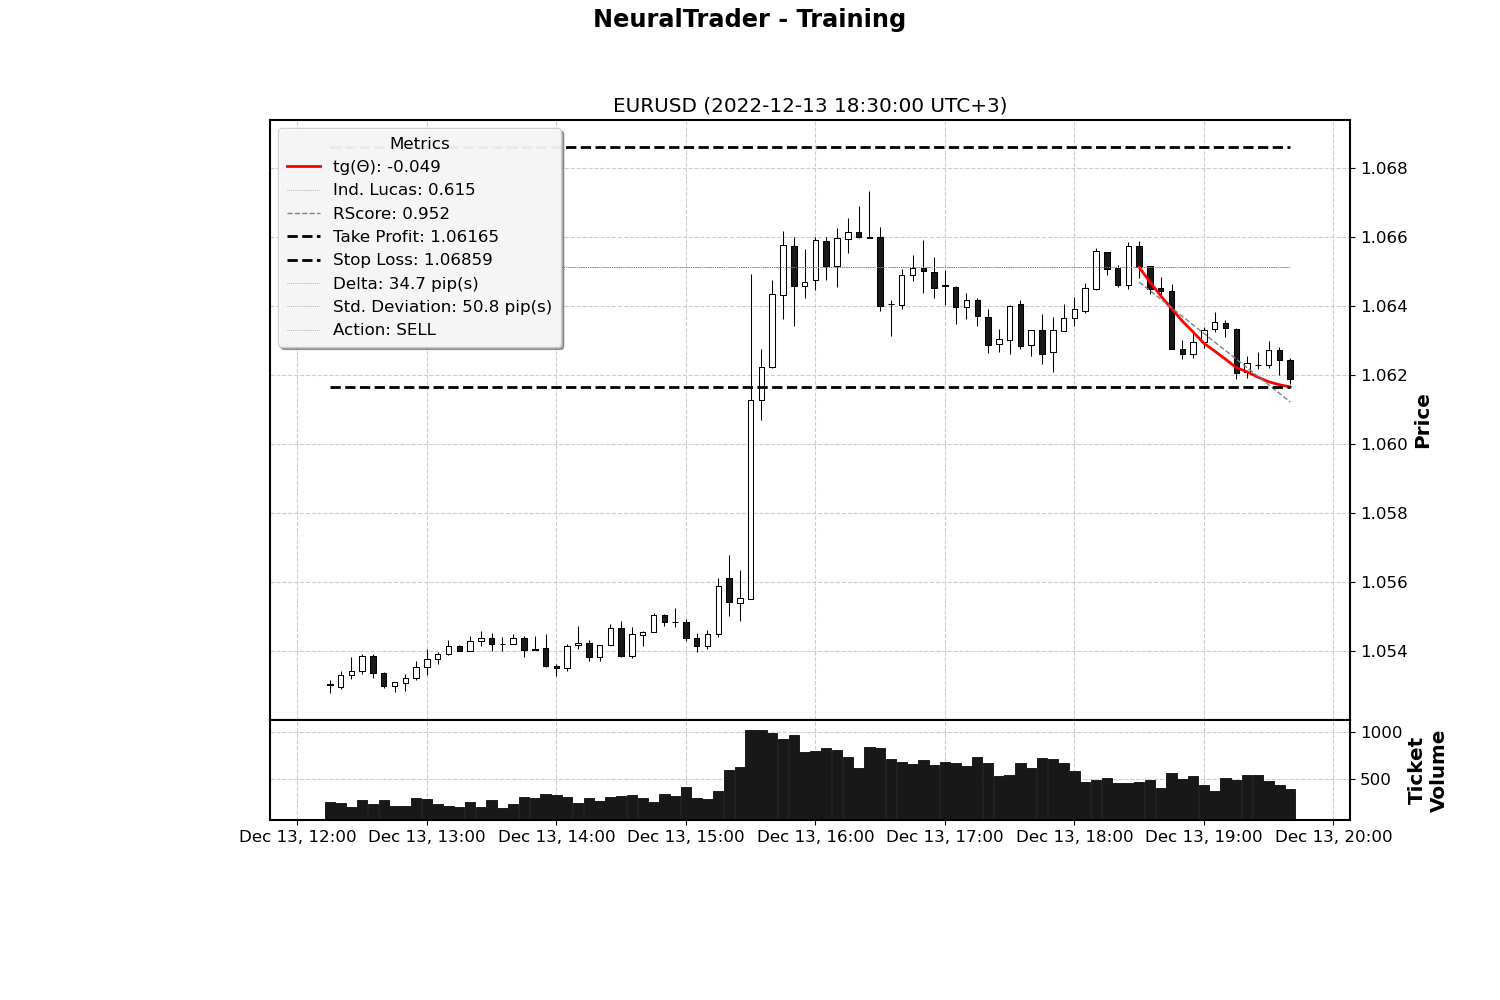 NeuralTrader - Training
EURUSD (2022-12-13 18:30:00 UTC+3)
Metrics
tg(Θ): -0.049
Ind. Lucas: 0.615
RScore: 0.952
Take Profit: 1.06165
Stop Loss: 1.06859
Delta: 34.7 pip(s)
Std. Deviation: 50.8 pip(s)
Action: SELL
1.068
1.066
1.064
1.062
1.060
1.058
1.056
1.054
Price
1000
500
Ticket
Volume
Dec 13, 12:00 Dec 13, 13:00 Dec 13, 14:00 Dec 13, 15:00 Dec 13, 16:00 Dec 13, 17:00 Dec 13, 18:00 Dec 13, 19:00 Dec 13, 20:00